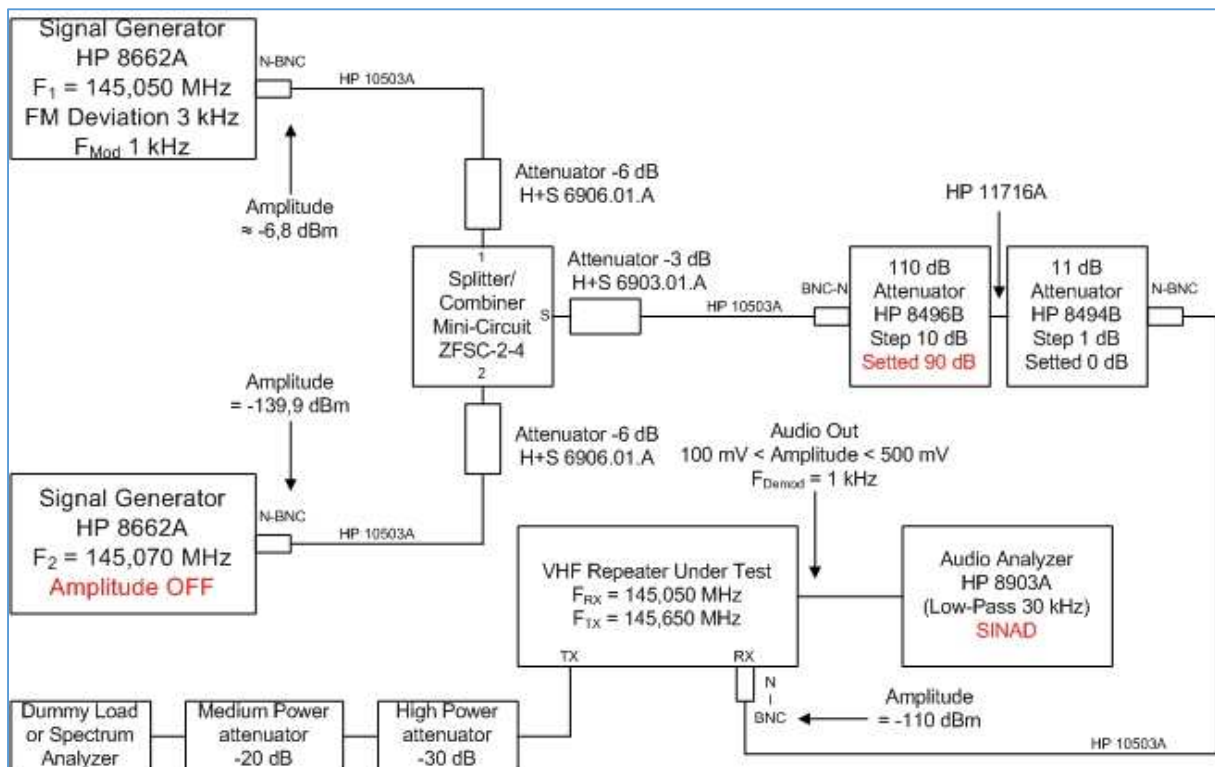 Signal Generator
HP 8662A
F1 = 145,050 MHz
FM Deviation 3 kHz
FMod 1 kHz
N-BNC
HP 10503A
Amplitude
≈ -6,8 dBm
Attenuator -6 dB
H+S 6906.01.A
1
Splitter/
Combiner
Mini-Circuit
ZFSC-2-4
S
2
Attenuator -3 dB
H+S 6903.01.A
HP 10503A
BNC-N
110 dB
Attenuator
HP 8496B
Step 10 dB
Setted 90 dB
HP 11716A
11 dB
Attenuator
HP 8494B
Step 1 dB
Setted 0 dB
N-BNC
Amplitude
= -139,9 dBm
Attenuator -6 dB
H+S 6906.01.A
Signal Generator
HP 8662A
F2 = 145,070 MHz
Amplitude OFF
N-BNC
HP 10503A
Audio Out
100 mV < Amplitude < 500 mV
FDemod = 1 kHz
VHF Repeater Under Test
FRX = 145,050 MHz
FTX = 145,650 MHz
TX
RX
Audio Analyzer
HP 8903A
(Low-Pass 30 kHz)
SINAD
N
I
BNC
Amplitude
= -110 dBm
HP 10503A
Dummy Load
or Spectrum
Analyzer
Medium Power
attenuator
-20 dB
High Power
attenuator
-30 dB